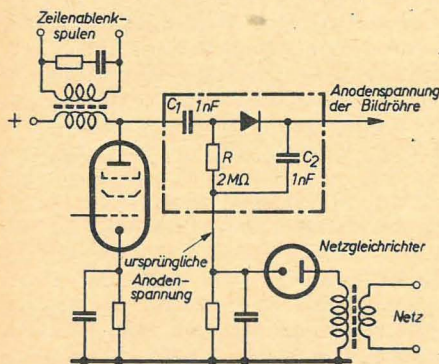 Zeilenablenk-
spulen
C1 1nF
Anodenspannung
der Bildröhre
+
R
2MΩ
C2
1nF
ursprüngliche
Anoden-
spannung
Netzgleichrichter
Netz